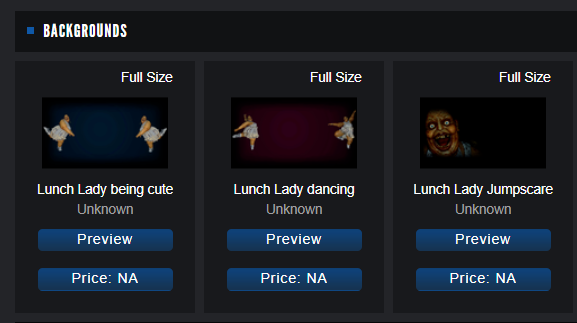 BACKGROUNDS
Full Size
Lunch Lady being cute
Unknown
Preview
Price: NA
Full Size
Lunch Lady dancing
Unknown
Preview
Price: NA
Full Size
Lunch Lady Jumpscare
Unknown
Preview
Price: NA